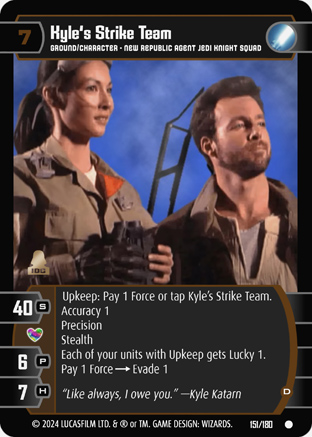 7
Kyle's Strike Team
GROUND/CHARACTER - NEW REPUBLIC AGENT JEDI KNIGHT SQUAD
40 S
6 P
7 H
Upkeep: Pay 1 Force or tap Kyle's Strike Team.
Accuracy 1
Precision
Stealth
Each of your units with Upkeep gets Lucky 1.
Pay 1 Force → Evade 1
"Like always, I owe you." —Kyle Katarn
D
© 2024 LUCASFILM LTD. & ® or TM. GAME DESIGN: WIZARDS.
151/180